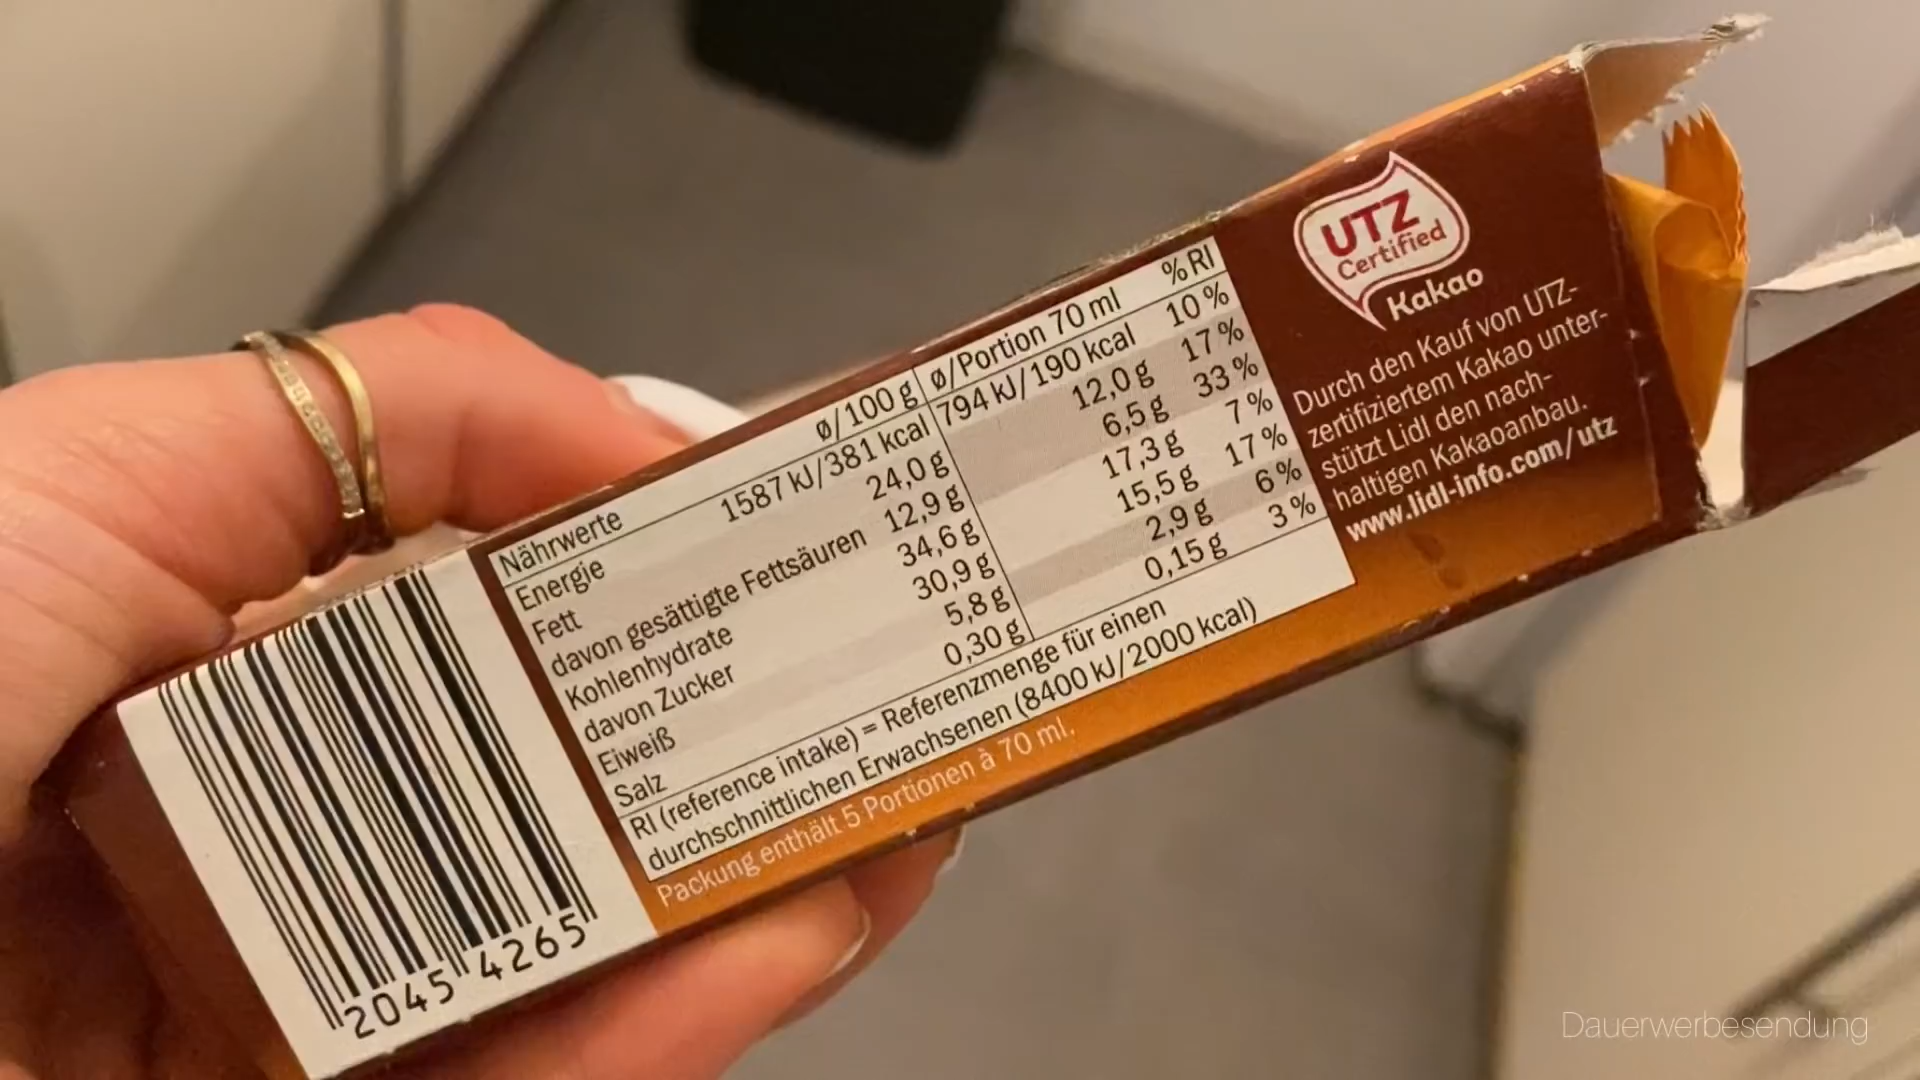 Nährwerte ø/100 g ø/Portion 70 ml % RI
Energie 1587 kJ/381 kcal 794 kJ/190 kcal 10 %
Fett 24,0 g 12,0 g 17 %
davon gesättigte Fettsäuren 12,9 g 6,5 g 33 %
Kohlenhydrate 34,6 g 17,3 g 7 %
davon Zucker 30,9 g 15,5 g 17 %
Eiweiß 5,8 g 2,9 g 6 %
Salz 0,30 g 0,15 g 3 %
RI (reference intake) = Referenzmenge für einen
durchschnittlichen Erwachsenen (8400 kJ/2000 kcal)
Packung enthält 5 Portionen à 70 ml.
2045 4265
UTZ
Certified
Kakao
Durch den Kauf von UTZ-
zertifiziertem Kakao unter-
stützt Lidl den nach-
haltigen Kakaoanbau.
www.lidl-info.com/utz
Dauerwerbesendung